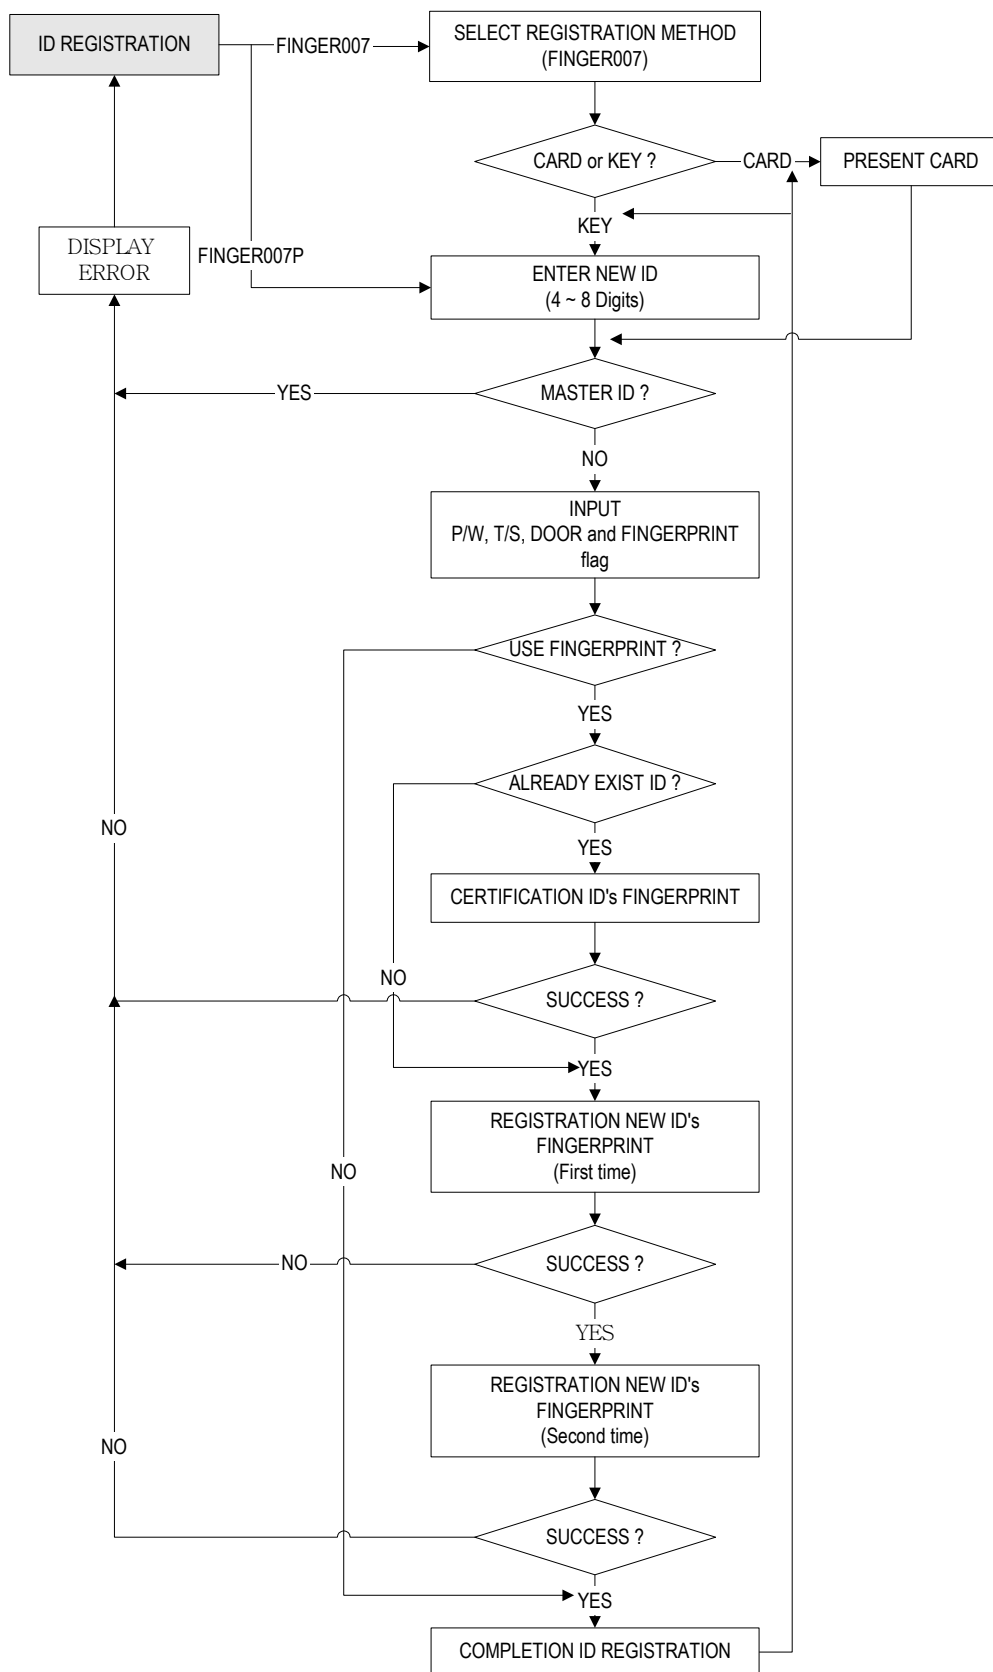 ID REGISTRATION
FINGER007
SELECT REGISTRATION METHOD
(FINGER007)
CARD or KEY ?
CARD
PRESENT CARD
KEY
DISPLAY
ERROR
FINGER007P
ENTER NEW ID
(4 ~ 8 Digits)
YES
MASTER ID ?
NO
INPUT
P/W, T/S, DOOR and FINGERPRINT
flag
USE FINGERPRINT ?
YES
ALREADY EXIST ID ?
NO
YES
CERTIFICATION ID's FINGERPRINT
NO
SUCCESS ?
YES
REGISTRATION NEW ID's
FINGERPRINT
(First time)
NO
NO
SUCCESS ?
YES
REGISTRATION NEW ID's
FINGERPRINT
(Second time)
NO
SUCCESS ?
YES
COMPLETION ID REGISTRATION